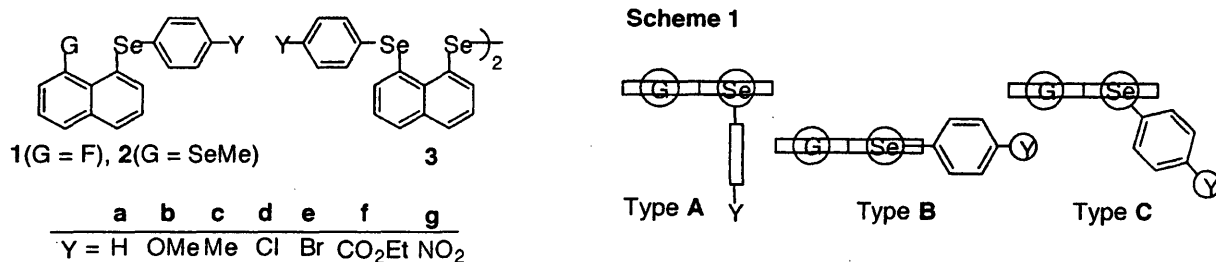 G Se Y Y Se Se )₂
1(G = F), 2(G = SeMe) 3
a b c d e f g
Y = H OMe Me Cl Br CO₂Et NO₂
Scheme 1
G Se G Se
G Se Y
Y Y
Type A Type B Type C